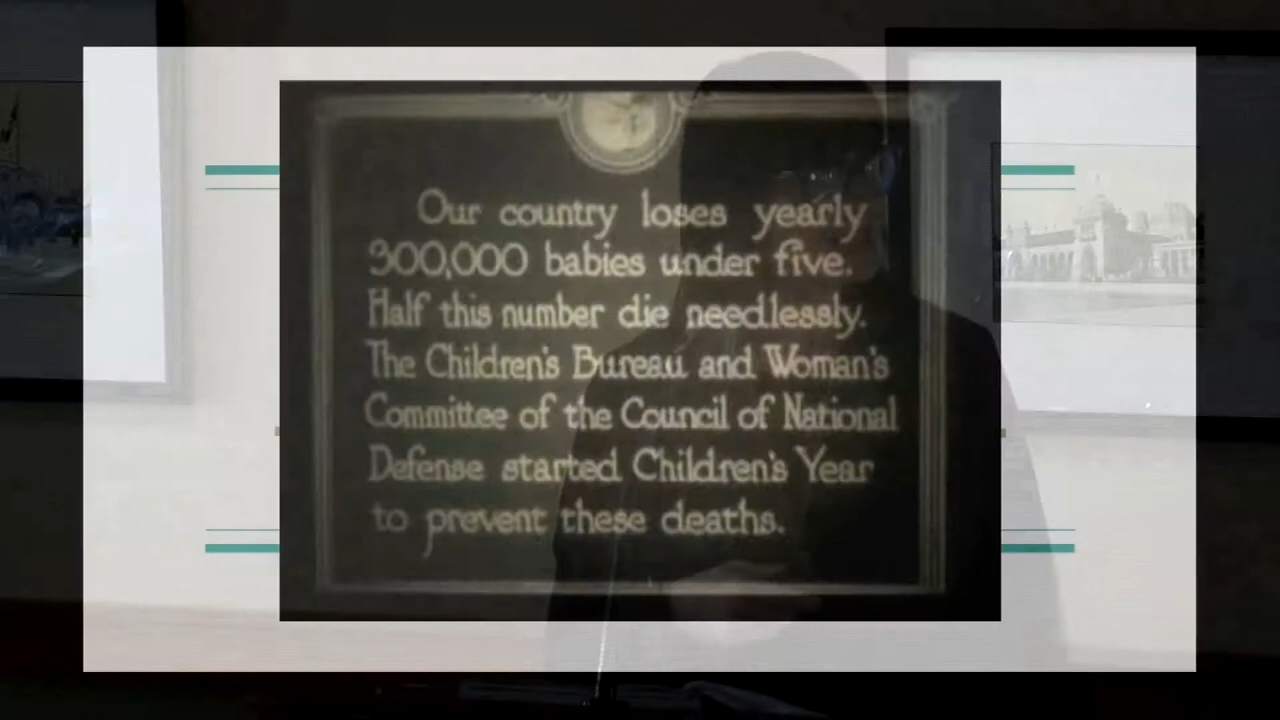 Our country loses yearly
300,000 babies under five.
Half this number die needlessly.
The Children's Bureau and Woman's
Committee of the Council of National
Defense started Children's Year
to prevent these deaths.